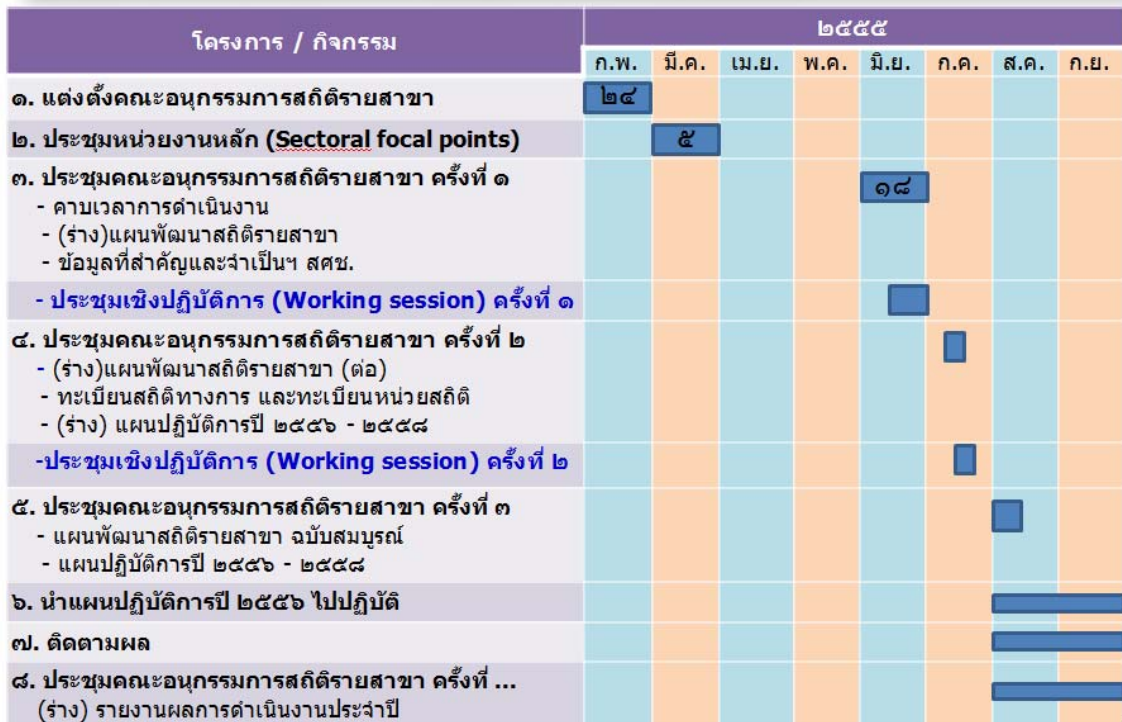 โครงการ / กิจกรรม
๒๕๕๕
ก.พ. มี.ค. เม.ย. พ.ค. มิ.ย. ก.ค. ส.ค. ก.ย.
๑. แต่งตั้งคณะอนุกรรมการสถิติรายสาขา
๒๔
๒. ประชุมหน่วยงานหลัก (Sectoral focal points)
๕
๓. ประชุมคณะอนุกรรมการสถิติรายสาขา ครั้งที่ ๑
๑๘
- คาบเวลาการดำเนินงาน
- (ร่าง)แผนพัฒนาสถิติรายสาขา
- ข้อมูลที่สำคัญและจำเป็นฯ สศช.
- ประชุมเชิงปฏิบัติการ (Working session) ครั้งที่ ๑
๔. ประชุมคณะอนุกรรมการสถิติรายสาขา ครั้งที่ ๒
- (ร่าง)แผนพัฒนาสถิติรายสาขา (ต่อ)
- ทะเบียนสถิติทางการ และทะเบียนหน่วยสถิติ
- (ร่าง) แผนปฏิบัติการปี ๒๕๕๖ - ๒๕๕๘
-ประชุมเชิงปฏิบัติการ (Working session) ครั้งที่ ๒
๕. ประชุมคณะอนุกรรมการสถิติรายสาขา ครั้งที่ ๓
- แผนพัฒนาสถิติรายสาขา ฉบับสมบูรณ์
- แผนปฏิบัติการปี ๒๕๕๖ - ๒๕๕๘
๖. นำแผนปฏิบัติการปี ๒๕๕๖ ไปปฏิบัติ
๗. ติดตามผล
๘. ประชุมคณะอนุกรรมการสถิติรายสาขา ครั้งที่ ...
(ร่าง) รายงานผลการดำเนินงานประจำปี